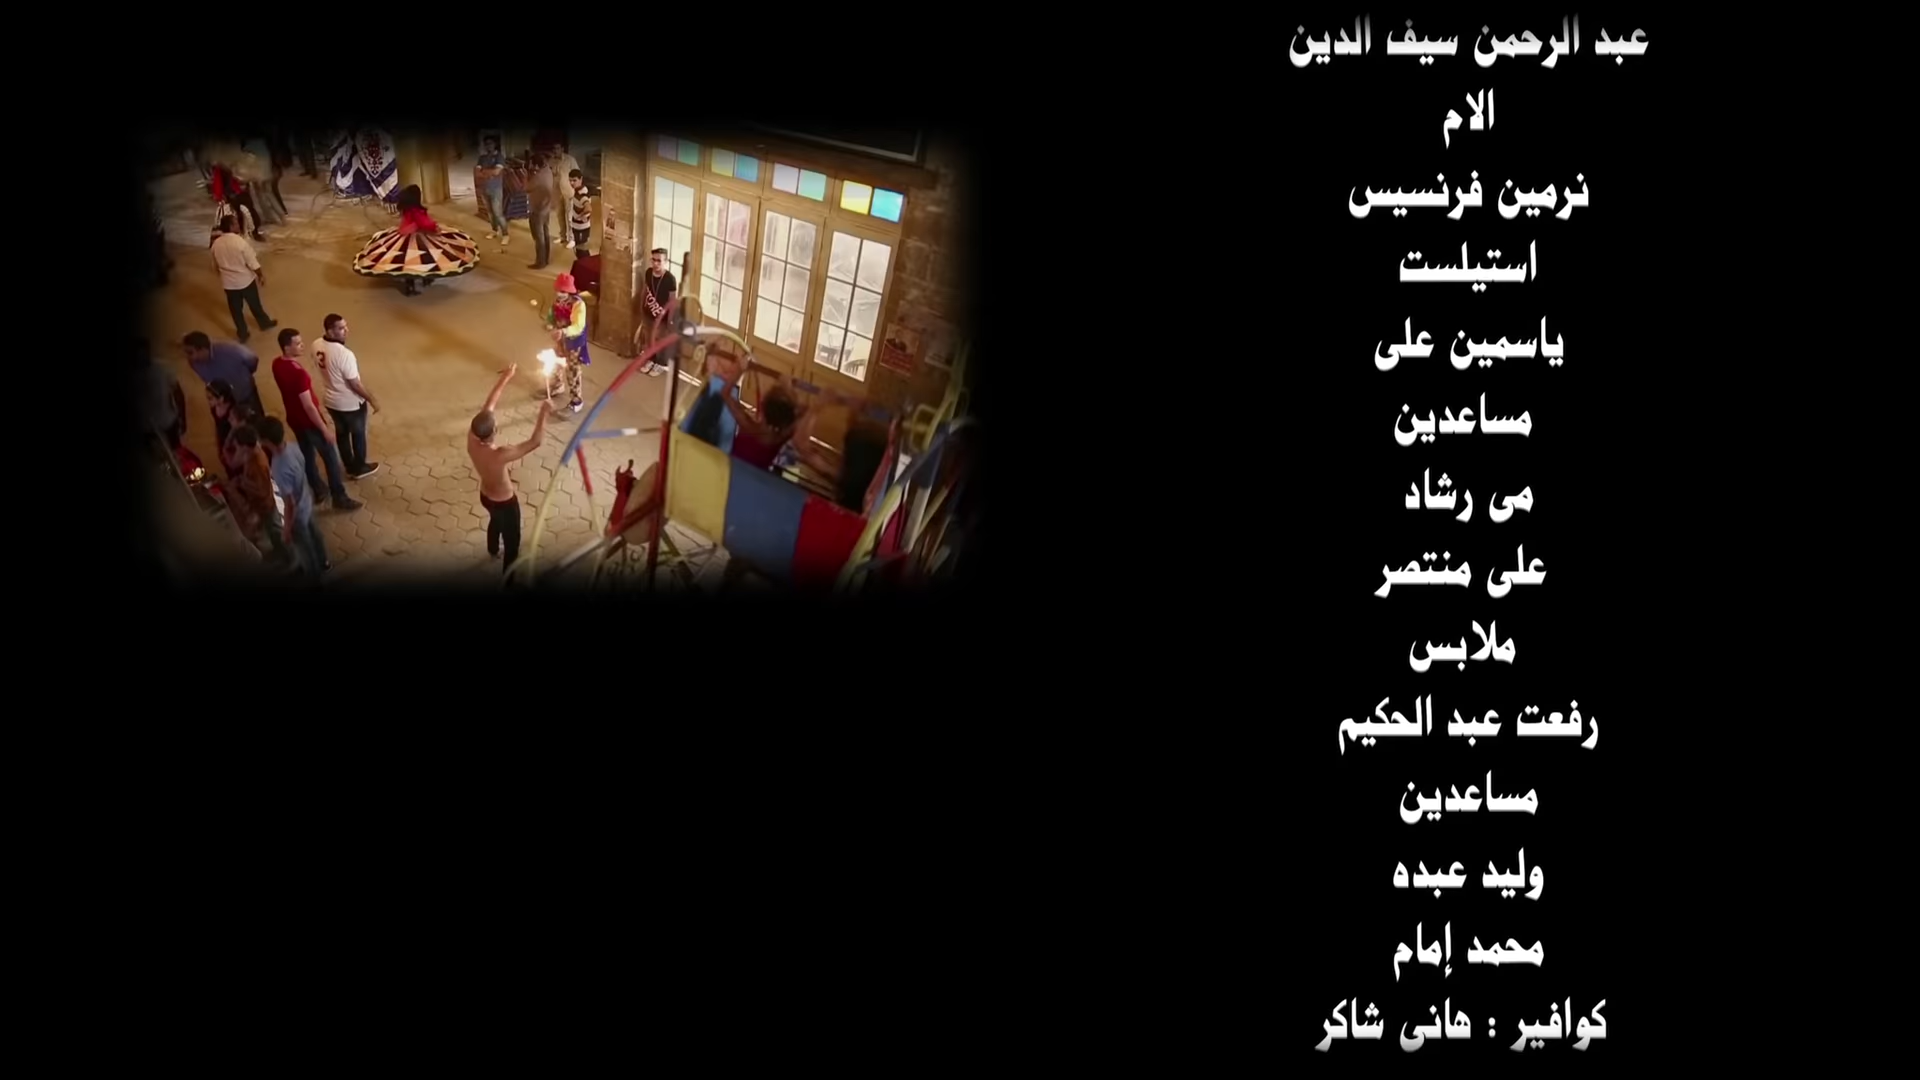 عبد الرحمن سيف الدين
الام
نرمين فرنسيس
استيلست
ياسمين على
مساعدين
مى رشاد
على منتصر
ملابس
رفعت عبد الحكيم
مساعدين
وليد عبده
محمد إمام
كوافير : هانى شاكر